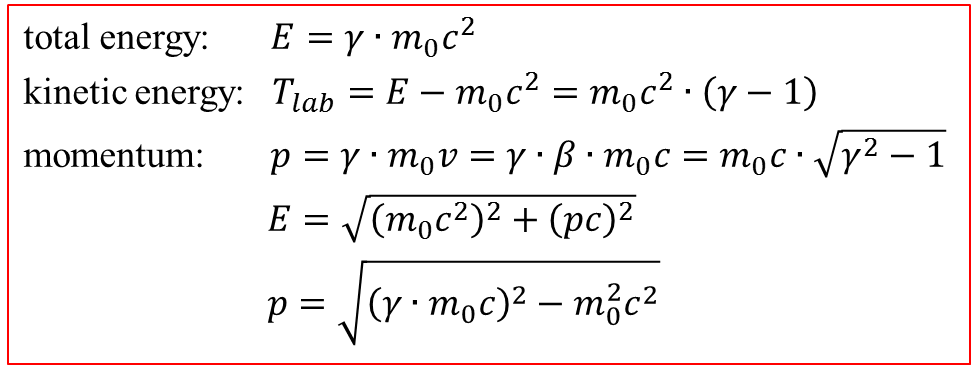 total energy: E = γ · m₀c²
kinetic energy: Tₗₐb = E − m₀c² = m₀c² · (γ − 1)
momentum: p = γ · m₀v = γ · β · m₀c = m₀c · √(γ² − 1)
E = √((m₀c²)² + (pc)²)
p = √((γ · m₀c)² − m₀²c²)